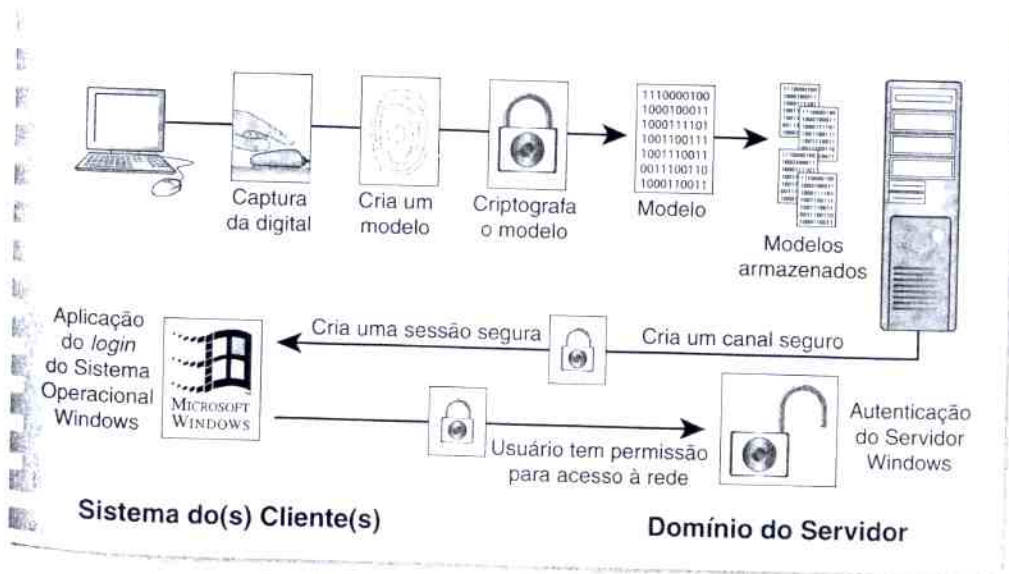 Captura
da digital
Cria um
modelo
Criptografa
o modelo
1110000100
1000100011
1000111101
1001100111
1001110011
0011100110
1000110011
Modelo
Modelos
armazenados
Aplicação
do login
do Sistema
Operacional
Windows
MICROSOFT
WINDOWS
Cria uma sessão segura
Cria um canal seguro
Usuário tem permissão
para acesso à rede
Autenticação
do Servidor
Windows
Sistema do(s) Cliente(s)
Domínio do Servidor